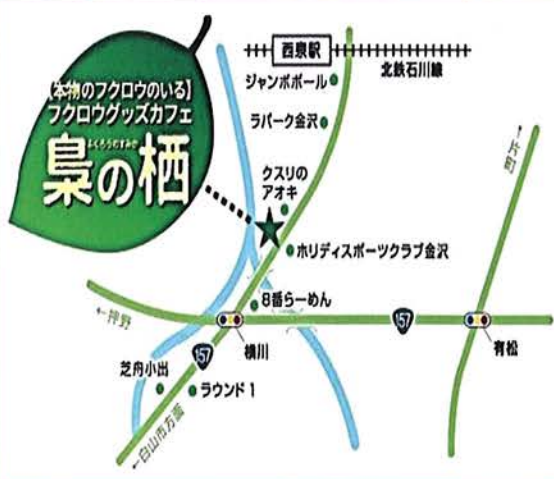 【本物のフクロウのいる】
フクロウグッズカフェ
ふくろうのすみか
梟の栖
西泉駅
北鉄石川線
ジャンボボール
ラパーク金沢
クスリの
アオキ
←片町
ホリディスポーツクラブ金沢
8番らーめん
←押野
157
横川
有松
157
芝舟小出
ラウンド1
←白山市方面